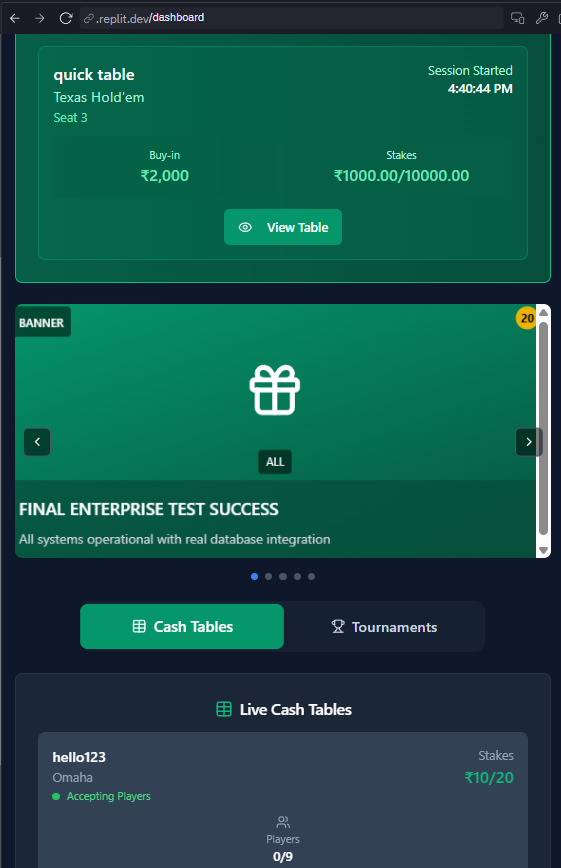 .replit.dev/dashboard
quick table
Session Started
Texas Hold'em
4:40:44 PM
Seat 3
Buy-in
Stakes
₹2,000
₹1000.00/10000.00
View Table
BANNER
20
ALL
FINAL ENTERPRISE TEST SUCCESS
All systems operational with real database integration
Cash Tables
Tournaments
Live Cash Tables
hello123
Stakes
Omaha
₹10/20
Accepting Players
Players
0/9